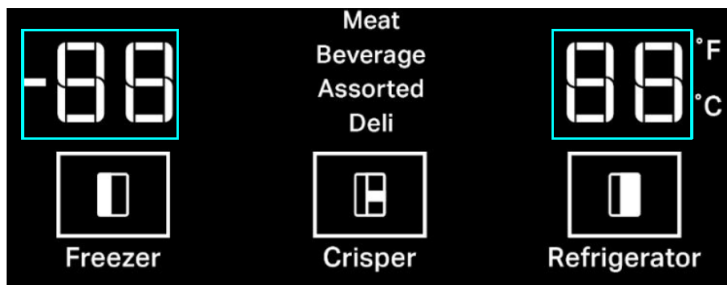 -88
Meat
Beverage
Assorted
Deli
88
°F
°C
Freezer
Crisper
Refrigerator